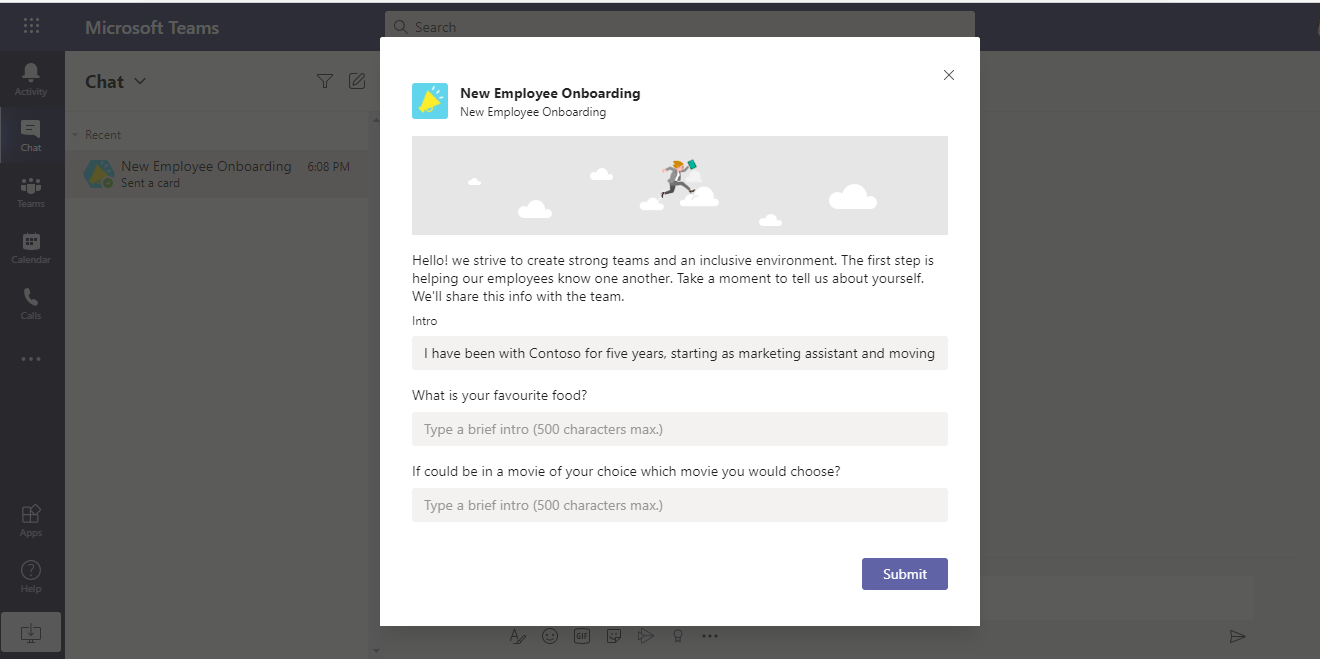 Microsoft Teams
Search
Activity
Chat
Teams
Calendar
Calls
Apps
Help
Chat
Recent
New Employee Onboarding 6:08 PM
Sent a card
New Employee Onboarding
New Employee Onboarding
Hello! we strive to create strong teams and an inclusive environment. The first step is
helping our employees know one another. Take a moment to tell us about yourself.
We'll share this info with the team.
Intro
I have been with Contoso for five years, starting as marketing assistant and moving
What is your favourite food?
Type a brief intro (500 characters max.)
If could be in a movie of your choice which movie you would choose?
Type a brief intro (500 characters max.)
Submit
GIF